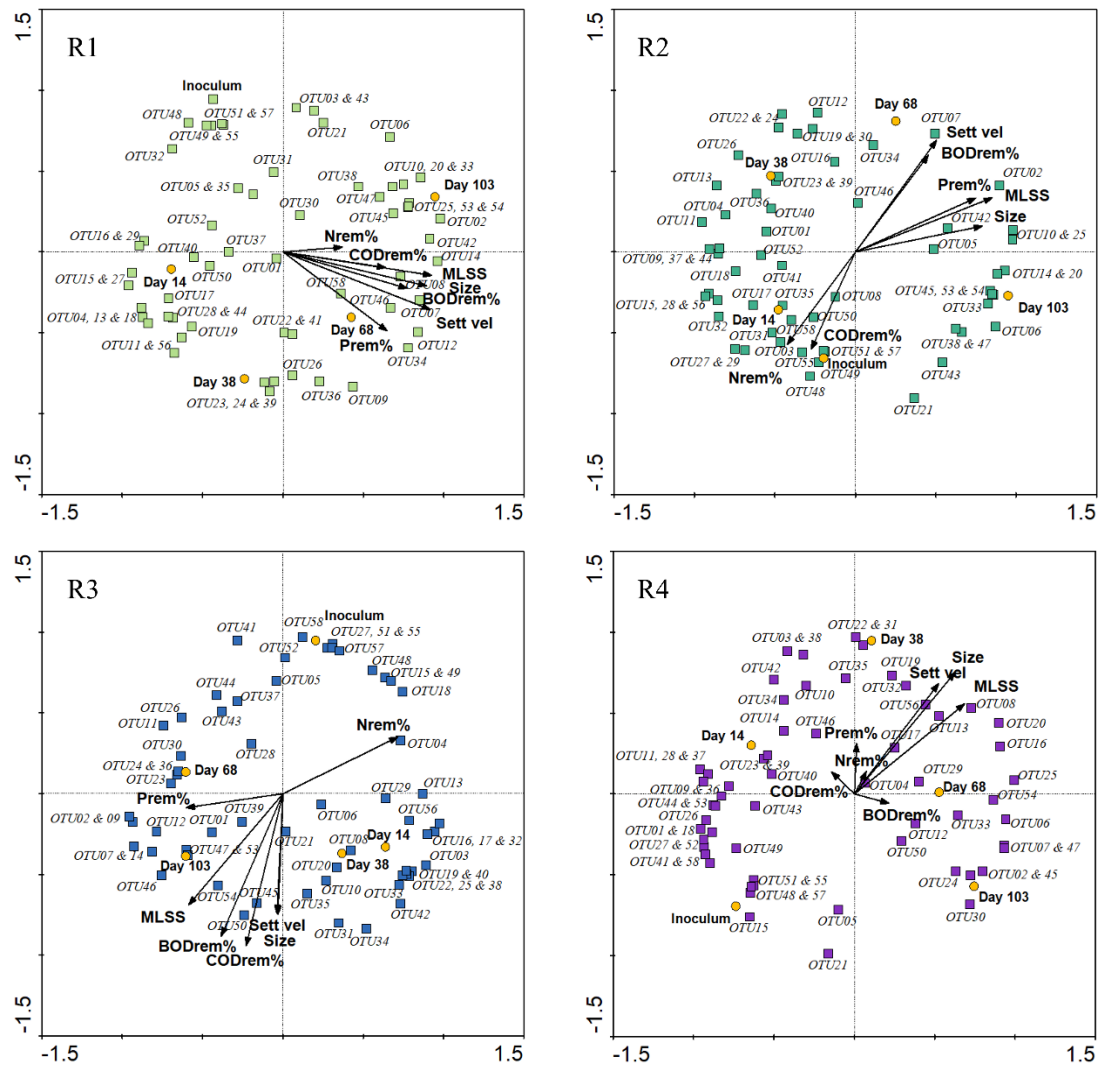 1.5
R1
Inoculum
OTU03 & 43
OTU48
OTU51 & 57
OTU49 & 55
OTU21
OTU06
OTU32
OTU31
OTU10, 20 & 33
OTU38
Day 103
OTU05 & 35
OTU47
OTU25, 53 & 54
OTU30
OTU45
OTU02
OTU52
Nrem%
OTU16 & 29
OTU37
OTU42
OTU40
CODrem%
OTU01
OTU14
OTU15 & 27
Day 14
OTU50
MLSS
OTU58
OTU08
Size
OTU17
OTU46
BODrem%
OTU04, 13 & 18
OTU28 & 44
OTU07
Sett vel
OTU19
OTU22 & 41
Day 68
Prem%
OTU11 & 56
OTU12
OTU34
OTU26
Day 38
OTU36
OTU09
OTU23, 24 & 39
-1.5
-1.5
1.5
1.5
R2
OTU12
Day 68
OTU22 & 24
OTU07
OTU19 & 30
Sett vel
OTU26
OTU16
OTU34
BODrem%
Day 38
OTU02
OTU13
OTU23 & 39
Prem%
MLSS
OTU36
OTU46
OTU04
OTU40
Size
OTU11
OTU42
OTU01
OTU10 & 25
OTU52
OTU05
OTU09, 37 & 44
OTU18
OTU41
OTU14 & 20
OTU17
OTU35
OTU08
OTU45, 53 & 54
OTU15, 28 & 56
Day 103
Day 14
OTU50
OTU33
OTU32
OTU31
OTU58
CODrem%
OTU06
OTU03
OTU51 & 57
OTU38 & 47
OTU27 & 29
OTU55
Inoculum
OTU49
OTU43
Nrem%
OTU48
OTU21
-1.5
-1.5
1.5
1.5
R3
OTU58
Inoculum
OTU41
OTU27, 51 & 55
OTU52
OTU57
OTU48
OTU05
OTU15 & 49
OTU44
OTU37
OTU18
OTU26
OTU11
OTU43
Nrem%
OTU04
OTU30
OTU28
OTU24 & 36
Day 68
OTU23
OTU29
OTU13
Prem%
OTU39
OTU02 & 09
OTU12
OTU01
OTU06
OTU56
OTU21
OTU08
Day 14
OTU16, 17 & 32
OTU07 & 14
OTU47 & 53
Day 103
Day 38
OTU03
OTU20
OTU19 & 40
OTU46
OTU10
OTU22, 25 & 38
OTU54
OTU45
OTU35
OTU33
MLSS
OTU42
OTU50
Sett vel
BODrem%
Size
OTU31
OTU34
CODrem%
-1.5
-1.5
1.5
1.5
R4
OTU22 & 31
OTU03 & 38
Day 38
OTU42
OTU35
OTU19
Size
OTU10
OTU32
Sett vel
MLSS
OTU34
OTU56
OTU08
OTU14
OTU46
OTU13
OTU20
Day 14
Prem%
OTU17
OTU16
OTU11, 28 & 37
OTU23 & 39
Nrem%
OTU40
OTU04
OTU29
OTU25
OTU09 & 36
CODrem%
Day 68
OTU54
OTU44 & 53
OTU43
BODrem%
OTU26
OTU33
OTU06
OTU01 & 18
OTU12
OTU27 & 52
OTU49
OTU50
OTU07 & 47
OTU41 & 58
OTU51 & 55
OTU24
OTU02 & 45
OTU48 & 57
Day 103
Inoculum
OTU15
OTU05
OTU30
OTU21
-1.5
-1.5
1.5